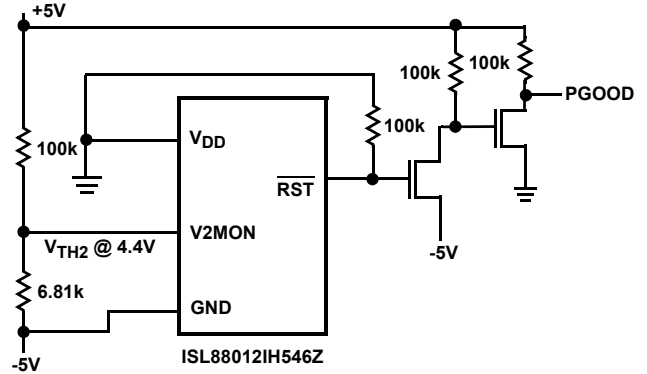 +5V
100k
100k
100k
PGOOD
VDD
100k
100k
RST
VTH2 @ 4.4V
V2MON
-5V
6.81k
GND
-5V
ISL88012IH546Z